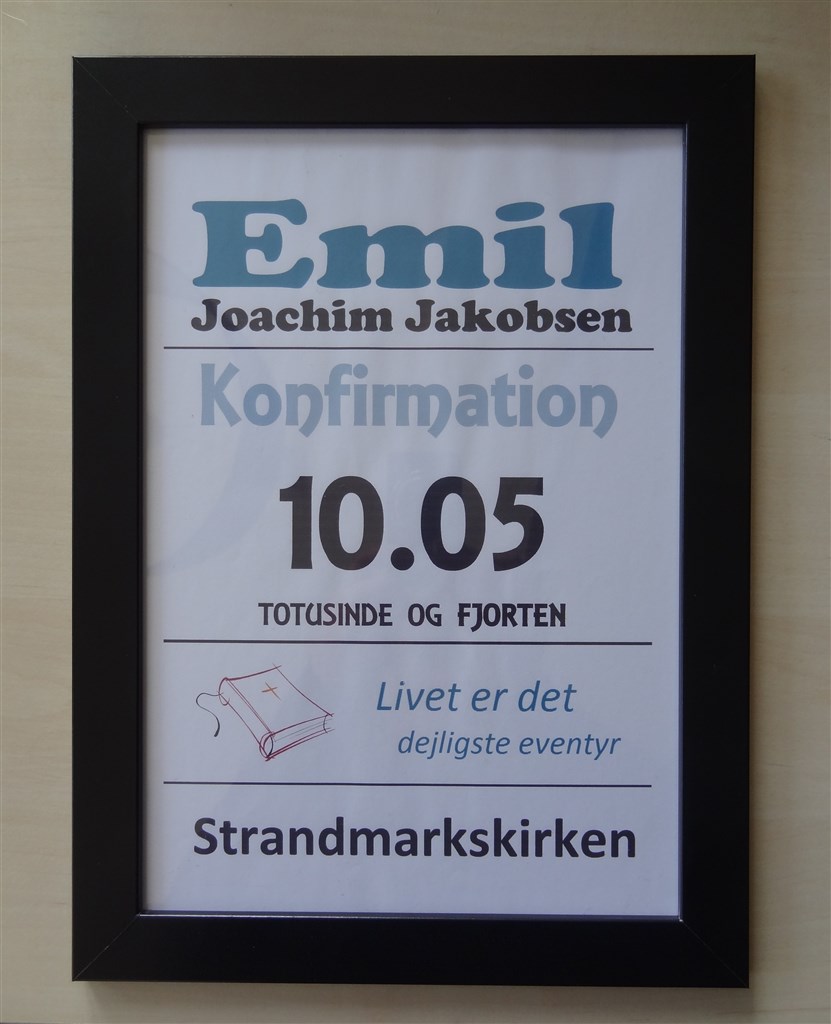 Emil
Joachim Jakobsen
Konfirmation
10.05
TOTUSINDE OG FJORTEN
Livet er det
dejligste eventyr
Strandmarkskirken